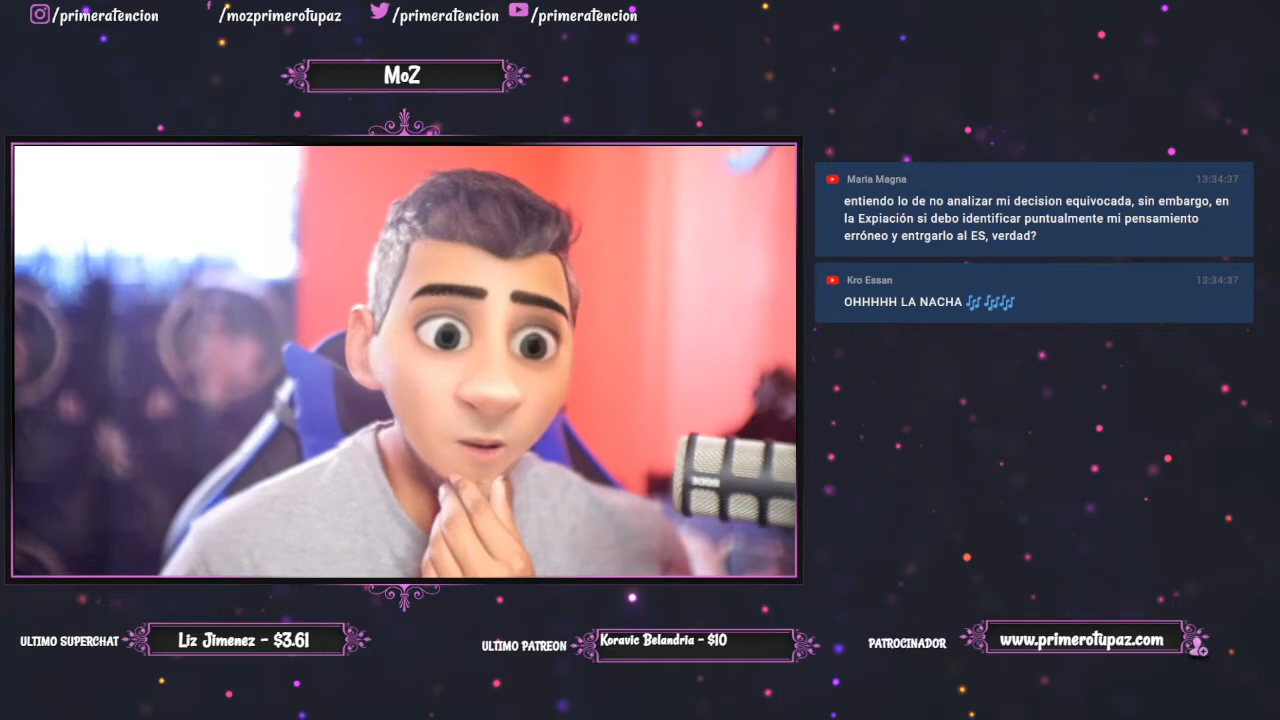 /primeratencion
/mozprimerotupaz
/primeratencion
/primeratencion
MoZ
Maria Magna
13:34:37
entiendo lo de no analizar mi decision equivocada, sin embargo, en
la Expiación si debo identificar puntualmente mi pensamiento
erróneo y entrgarlo al ES, verdad?
Kro Essan
13:34:37
OHHHHH LA NACHA 🎶 🎶🎶
ULTIMO SUPERCHAT
Liz Jimenez - $3.61
ULTIMO PATREON
Koravic Belandria - $10
PATROCINADOR
www.primerotupaz.com